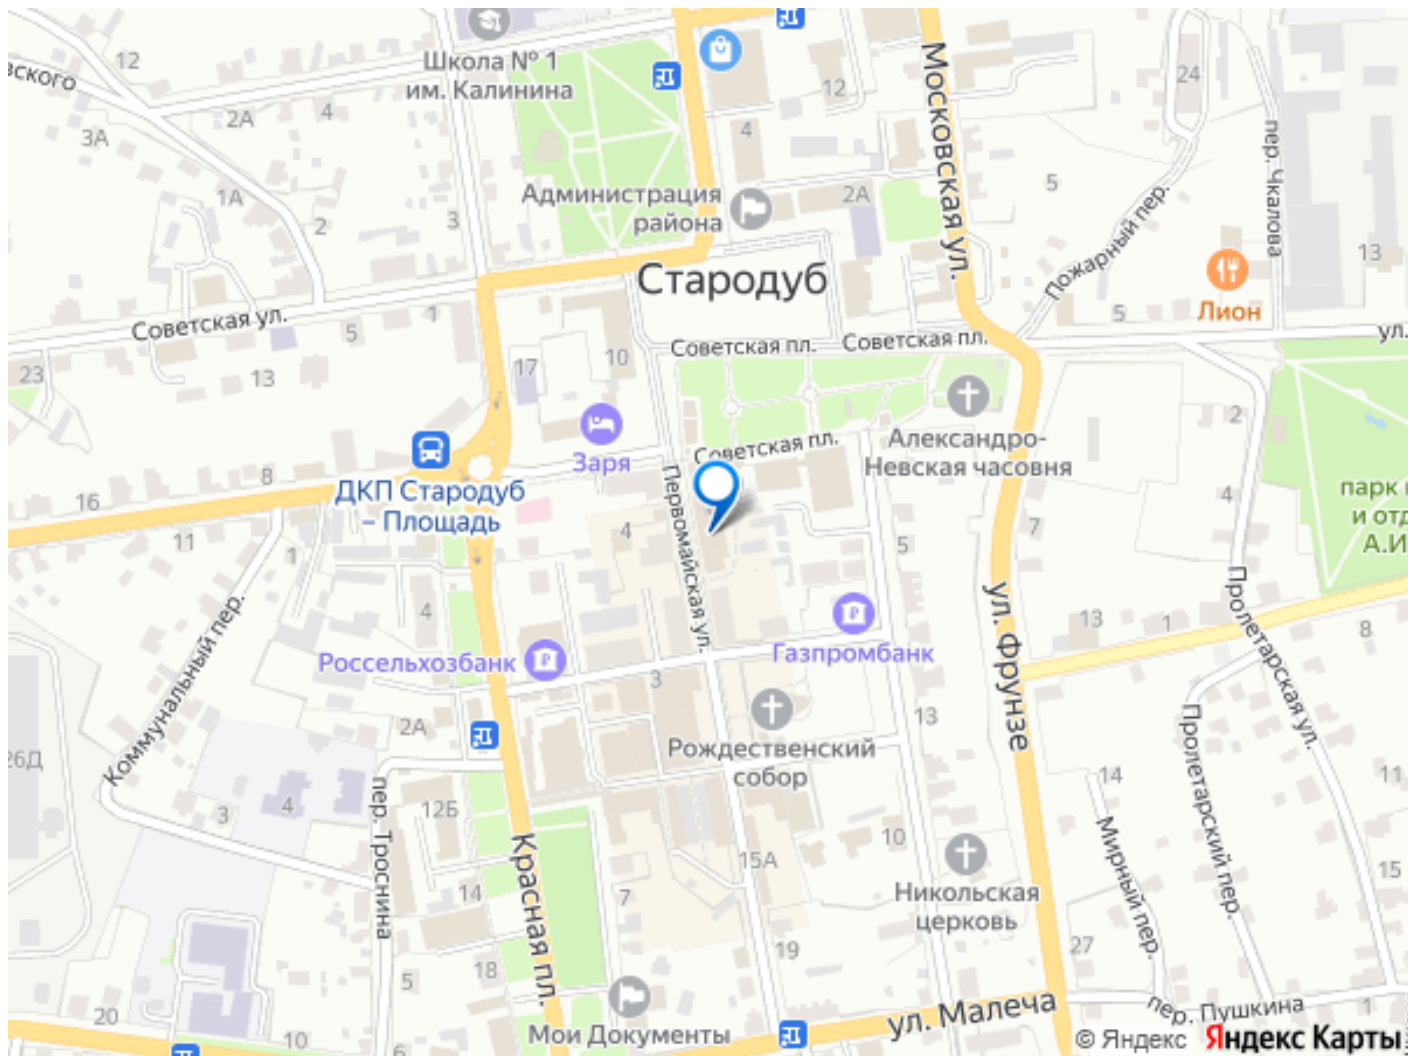 Школа № 1
им. Калинина
12
вского
2А
4
3А
1А
2
3
12
4
24
5
Московская ул.
пер. Чкалова
Администрация
района
2А
Пожарный пер.
13
Стародуб
Лион
5
ул.
Советская ул.
5
1
Советская пл.
Советская пл.
10
17
23
13
2
Александро-
Невская часовня
Советская пл.
Заря
8
16
ДКП Стародуб
– Площадь
Первомайская ул.
4
парк
и отд
А.И
4
7
5
11
Коммунальный пер.
4
ул. Фрунзе
13
1
Пролетарская ул.
8
Газпромбанк
Россельхозбанк
3
2А
13
Рождественский
собор
Пролетарский пер.
26Д
14
11
3
4
пер. Троснина
12Б
Красная пл.
10
15А
Мирный пер.
15
14
7
Никольская
церковь
18
19
27
5
20
10
Мои Документы
ул. Малеча
пер. Пушкина
1
© Яндекс Яндекс Карты